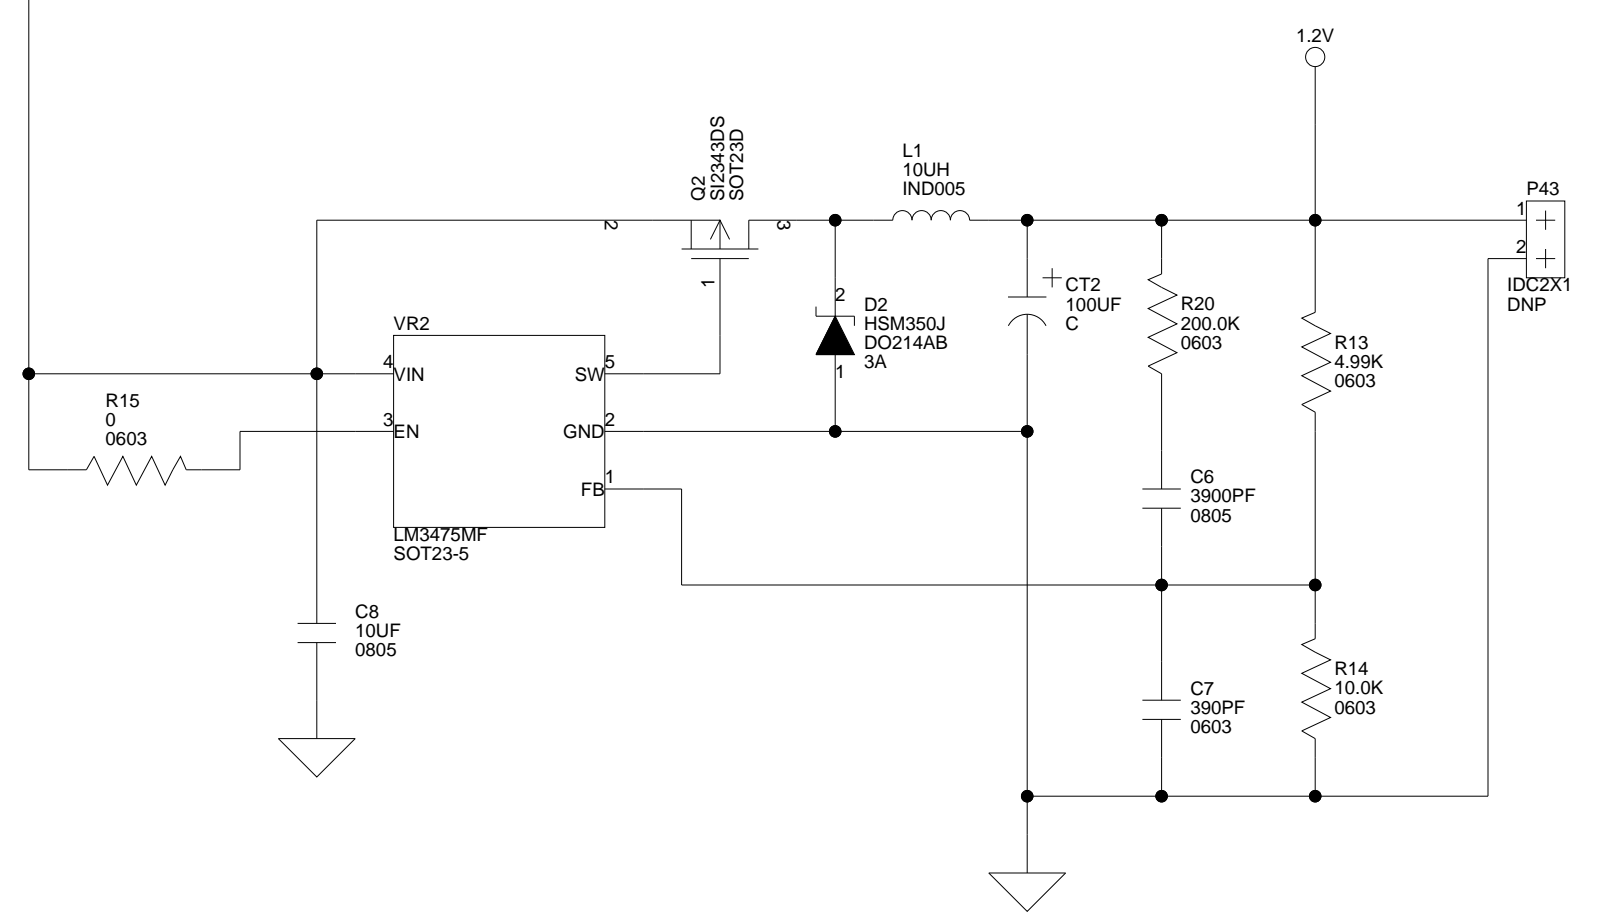 1.2V
Q2
SI2343DS
SOT23D
2
3
1
L1
10UH
IND005
P43
1
2
IDC2X1
DNP
VR2
4
VIN
3
EN
SW
5
GND
2
FB
1
LM3475MF
SOT23-5
R15
0
0603
2
D2
HSM350J
DO214AB
3A
1
CT2
100UF
C
R20
200.0K
0603
R13
4.99K
0603
C6
3900PF
0805
C8
10UF
0805
C7
390PF
0603
R14
10.0K
0603